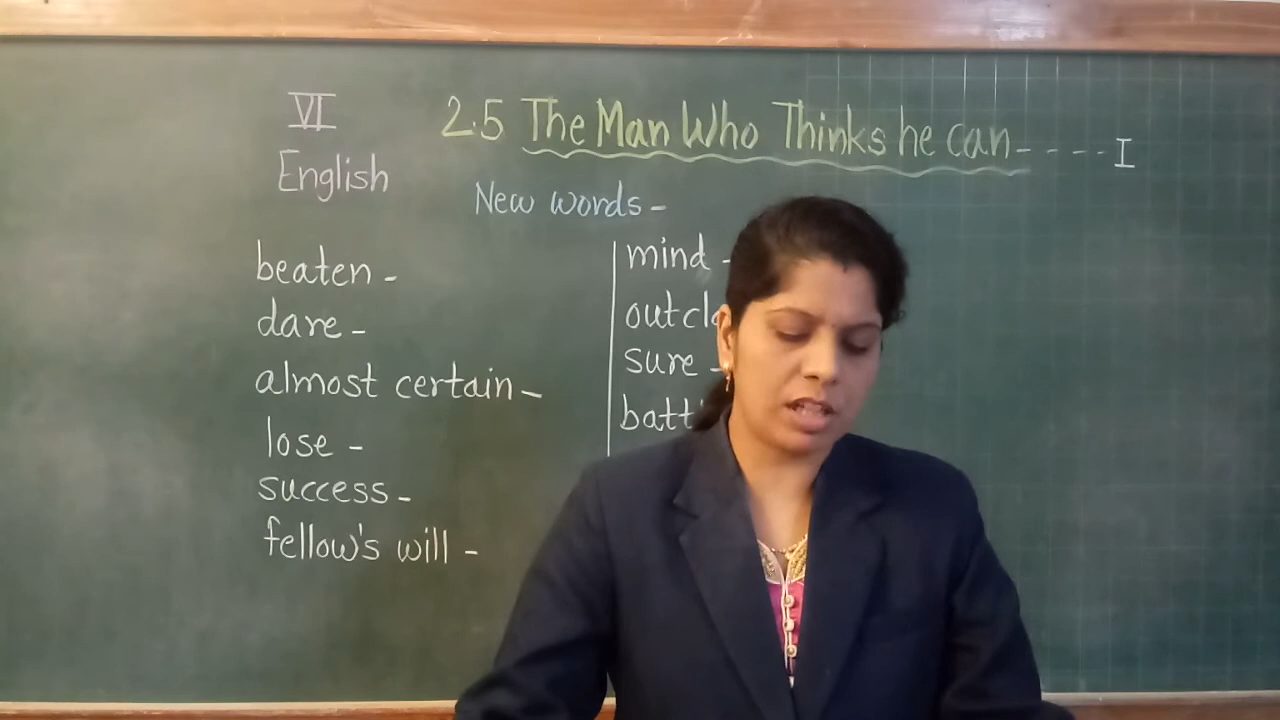 VI
English
2.5 The Man Who Thinks he can---- I
New words -
beaten -
dare -
almost certain -
lose -
success -
fellow's will -
mind -
sure -